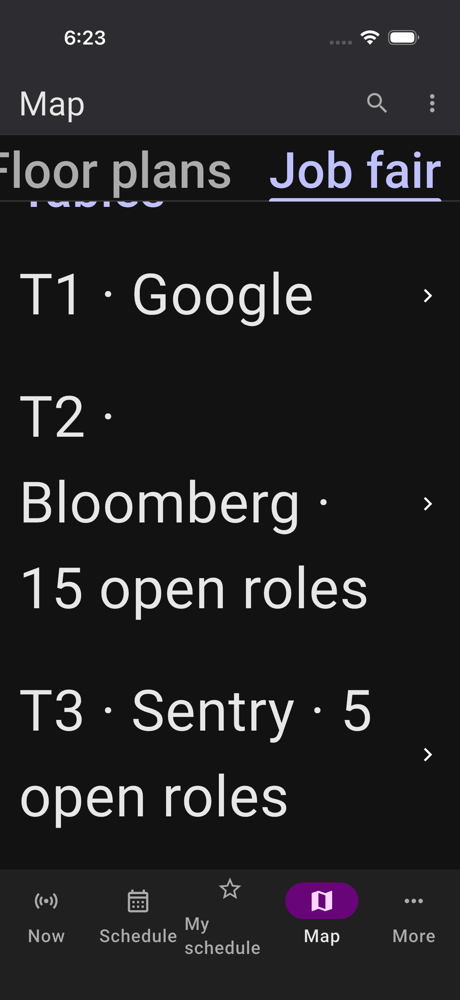 6:23
Map
Floor plans
Job fair
Tables
T1 · Google
T2 ·
Bloomberg ·
15 open roles
T3 · Sentry · 5
open roles
Now
Schedule
My
schedule
Map
More